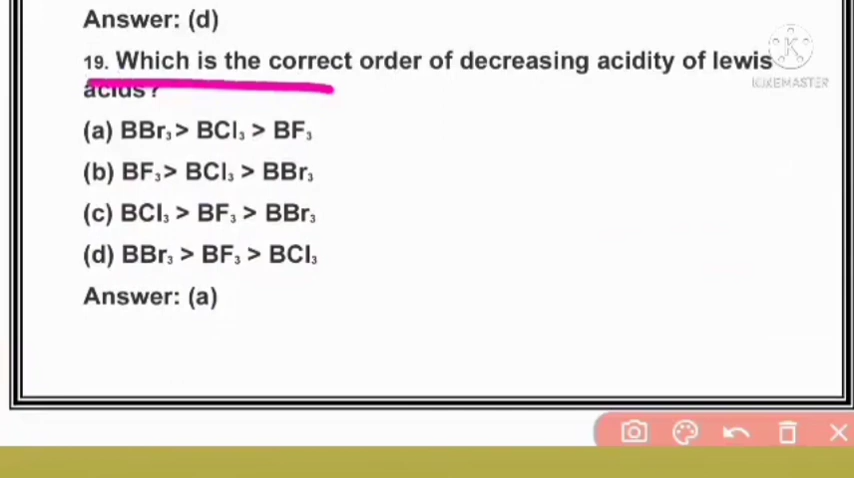 Answer: (d)
19. Which is the correct order of decreasing acidity of lewis
acids?
(a) BBr₃> BCl₃ > BF₃
(b) BF₃> BCl₃ > BBr₃
(c) BCl₃ > BF₃ > BBr₃
(d) BBr₃ > BF₃ > BCl₃
Answer: (a)
KINEMASTER